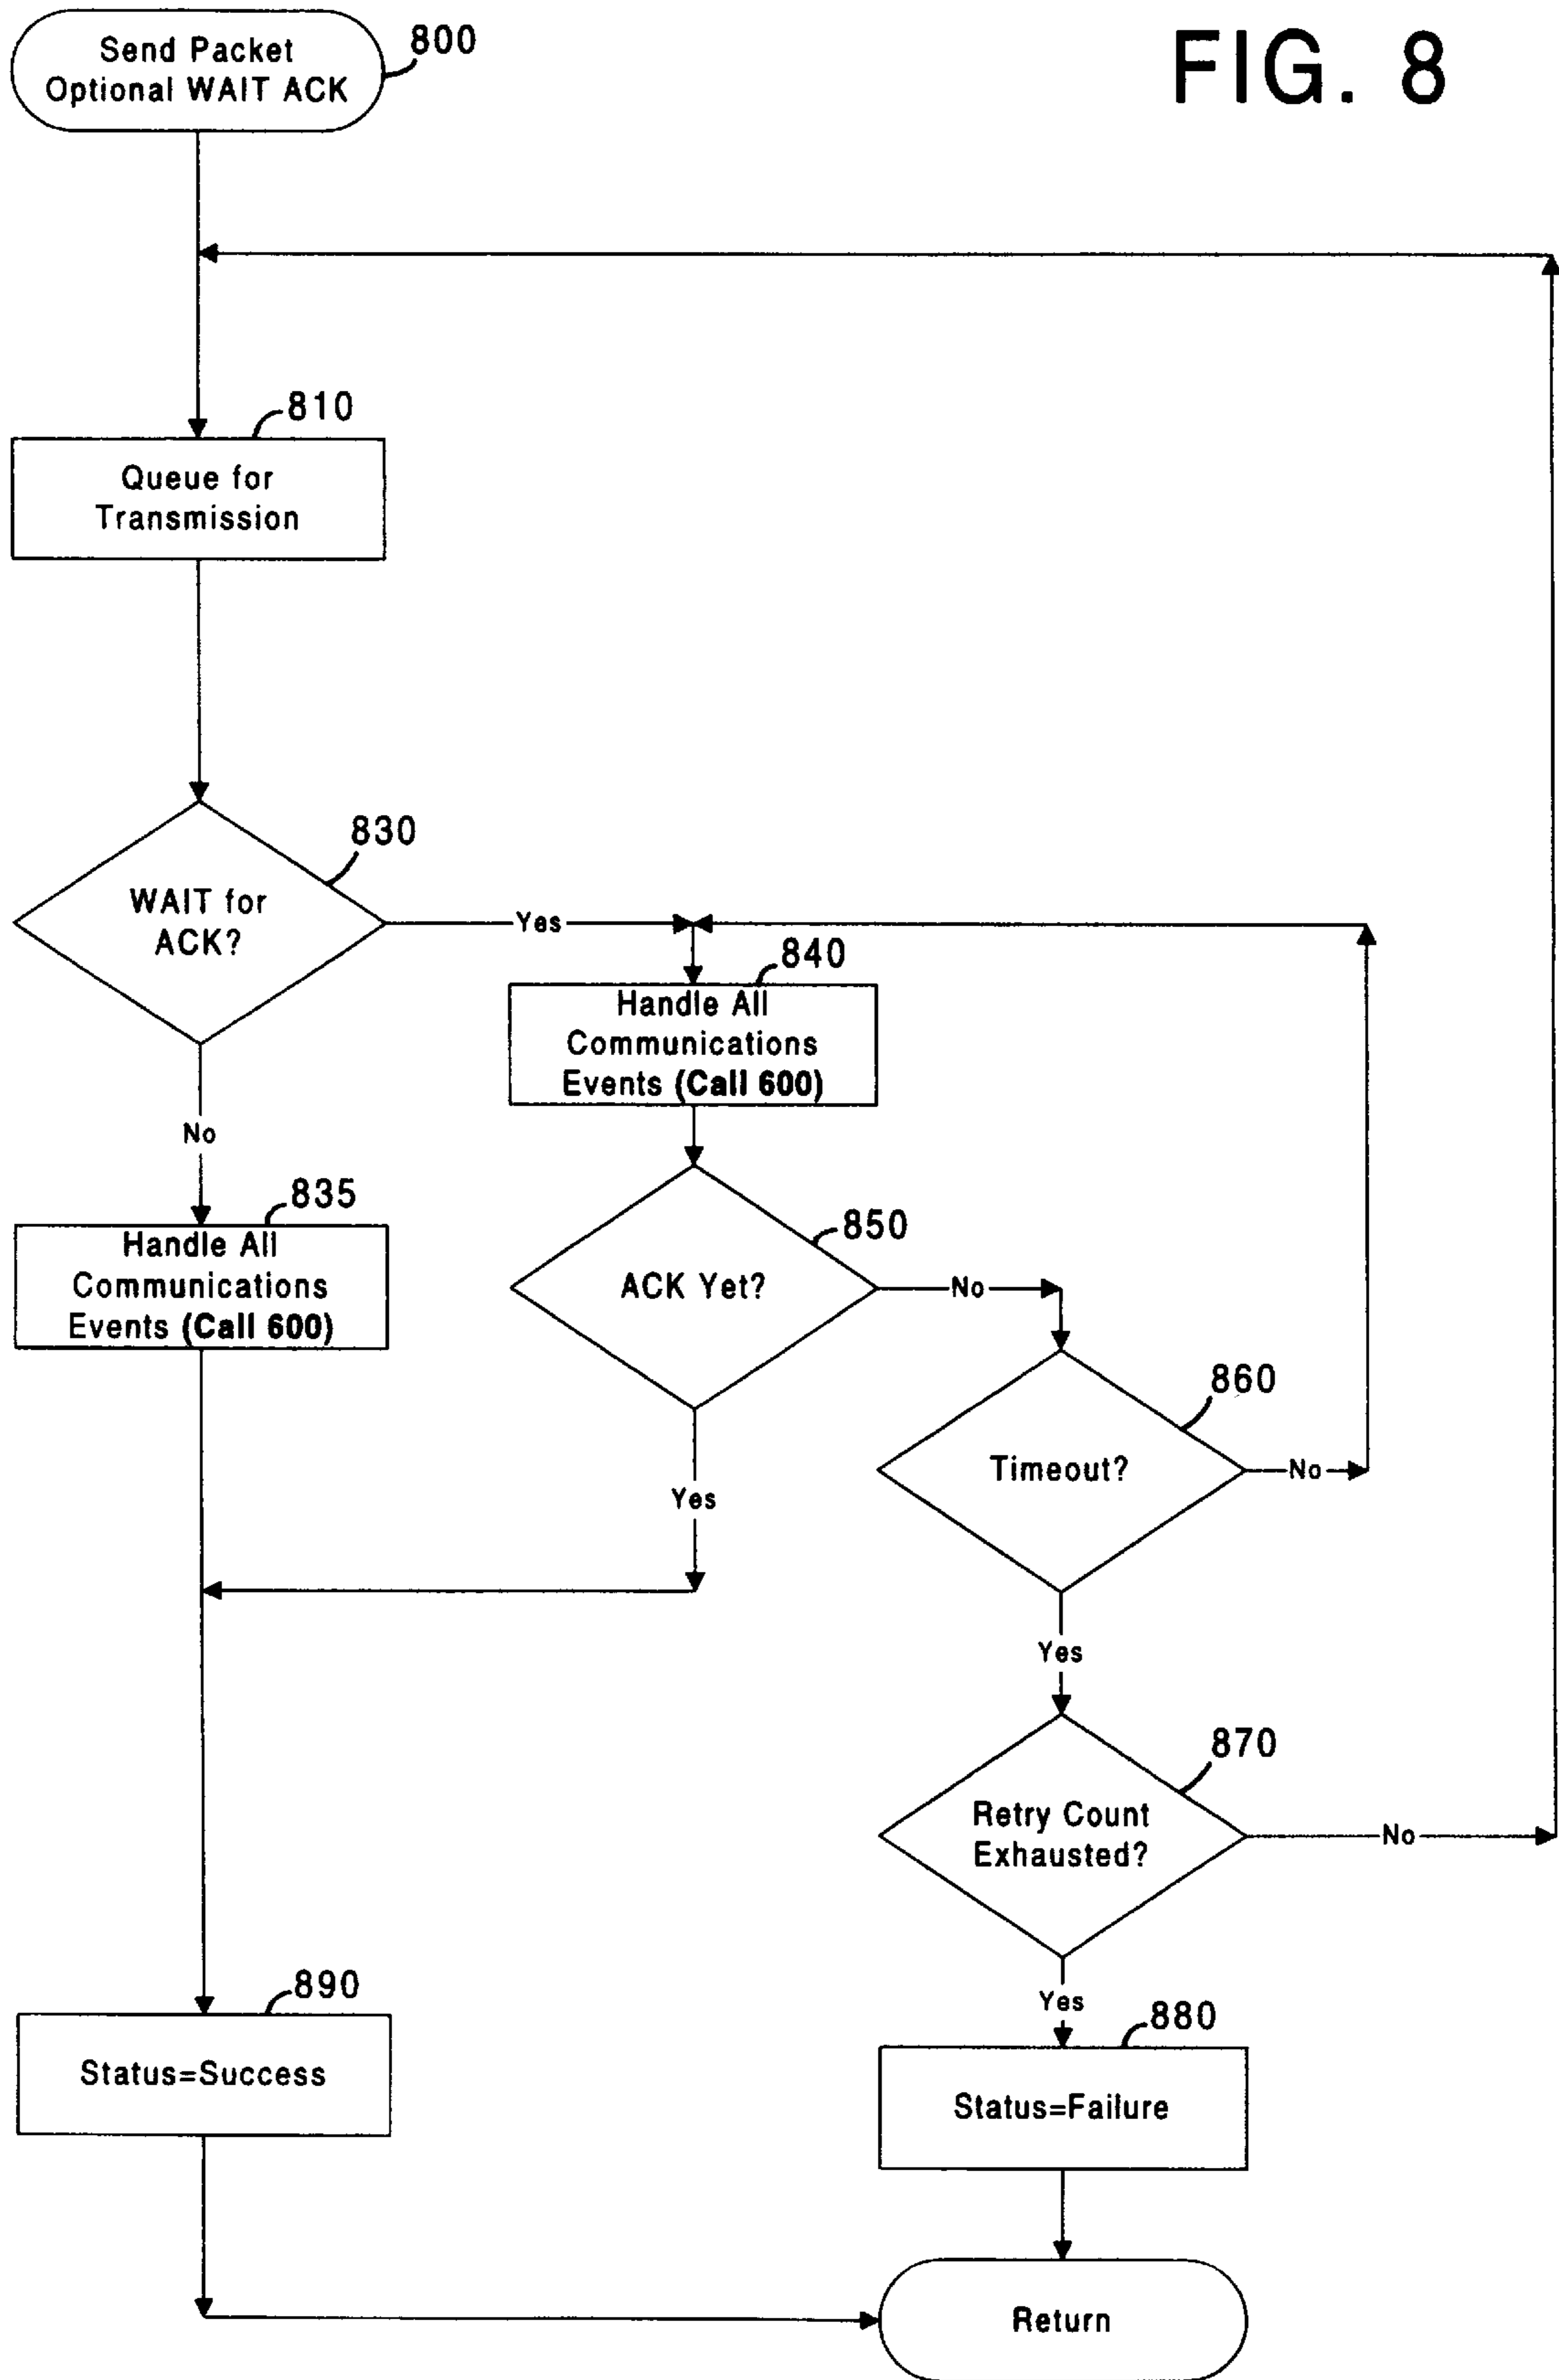 FIG. 8
Send Packet
Optional WAIT ACK
800
810
Queue for
Transmission
830
WAIT for
ACK?
Yes
840
Handle All
Communications
Events (Call 600)
No
835
Handle All
Communications
Events (Call 600)
850
ACK Yet?
No
860
Timeout?
No
Yes
Yes
870
Retry Count
Exhausted?
No
Yes
890
Status=Success
880
Status=Failure
Return